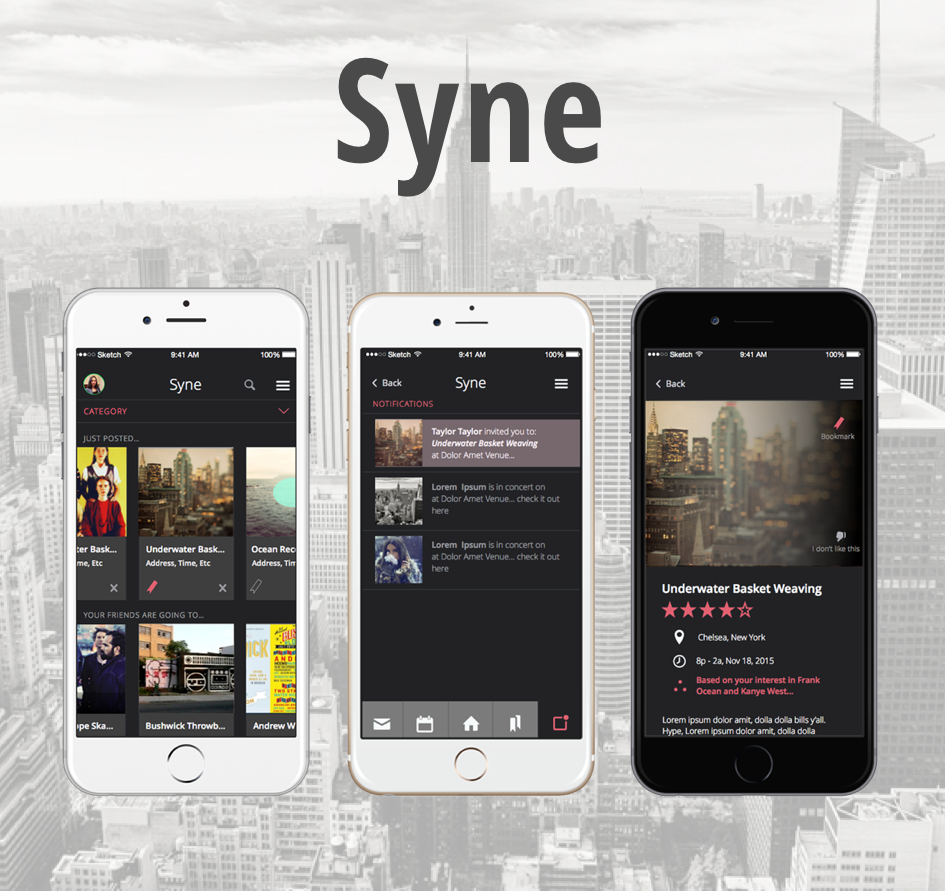 Syne
Sketch 9:41 AM 100%
Syne
CATEGORY
JUST POSTED...
ter Bask...
me, Etc
Underwater Bask...
Address, Time, Etc
Ocean Rec
Address, Tim
YOUR FRIENDS ARE GOING TO...
pe Ska...
Bushwick Throwb...
Andrew W
Sketch 9:41 AM 100%
Back Syne
NOTIFICATIONS
Taylor Taylor invited you to:
Underwater Basket Weaving
at Dolor Amet Venue...
Lorem Ipsum is in concert on
at Dolor Amet Venue... check it out
here
Lorem Ipsum is in concert on
at Dolor Amet Venue... check it out
here
Sketch 9:41 AM 100%
Back
Bookmark
I don't like this
Underwater Basket Weaving
Chelsea, New York
8p - 2a, Nov 18, 2015
Based on your interest in Frank
Ocean and Kanye West...
Lorem ipsum dolor amit, dolla dolla bills y'all.
Hype, Lorem ipsum dolor amit, dolla dolla